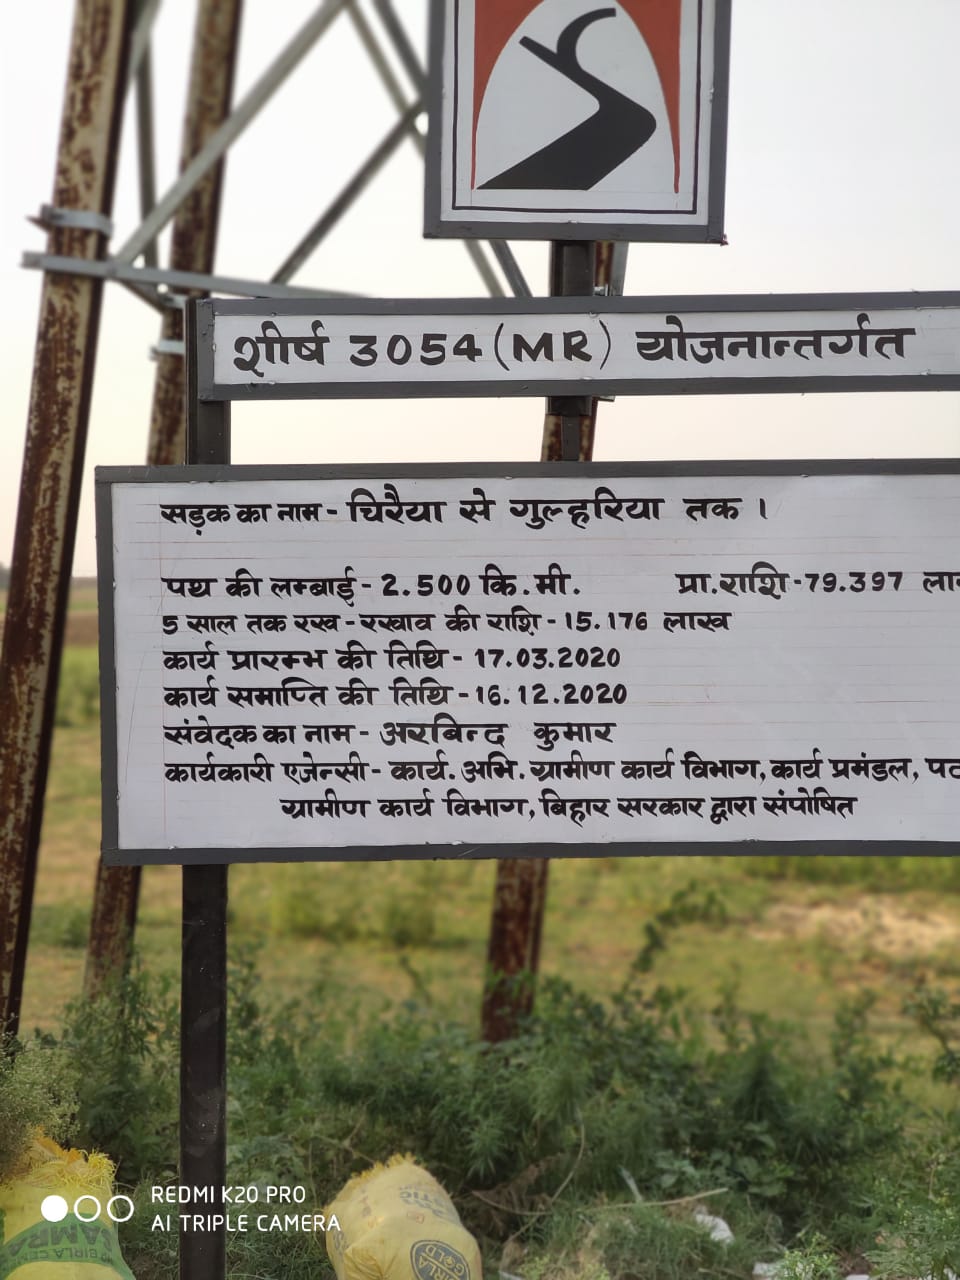 शीर्ष 3054 (MR) योजनान्तर्गत
सड़क का नाम - चिरैया से गुल्हरिया तक ।
पथ की लम्बाई - 2.500 कि.मी. प्रा.राशि - 79.397
5 साल तक रख - रखाव की राशि - 15.176 लाख
कार्य प्रारम्भ की तिथि - 17.03.2020
कार्य समाप्ति की तिथि - 16.12.2020
संवेदक का नाम - अरबिन्द कुमार
कार्यकारी एजेन्सी - कार्य. अभि. ग्रामीण कार्य विभाग, कार्य प्रमंडल,
ग्रामीण कार्य विभाग, बिहार सरकार द्वारा संपोषित
REDMI K20 PRO
AI TRIPLE CAMERA
BIRLA
GOLD